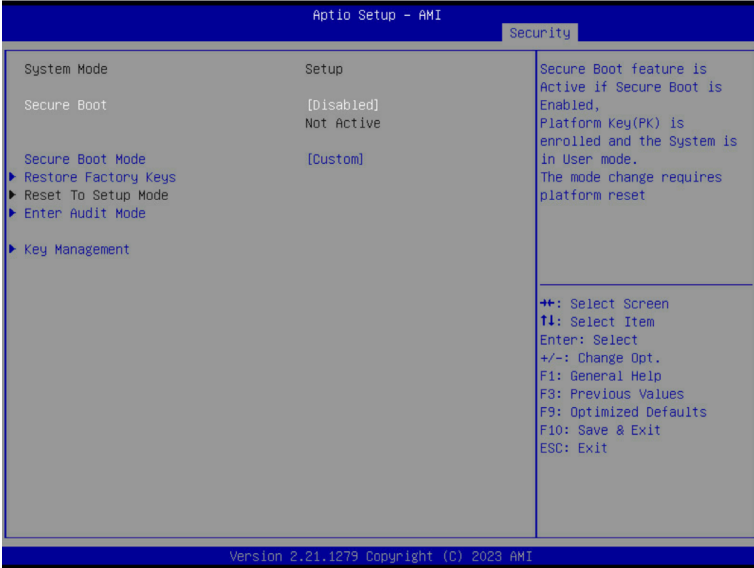 Aptio Setup – AMI
Security
System Mode Setup
Secure Boot [Disabled]
Not Active
Secure Boot Mode [Custom]
Restore Factory Keys
Reset To Setup Mode
Enter Audit Mode
Key Management
Secure Boot feature is
Active if Secure Boot is
Enabled,
Platform Key(PK) is
enrolled and the System is
in User mode.
The mode change requires
platform reset
→←: Select Screen
↑↓: Select Item
Enter: Select
+/-: Change Opt.
F1: General Help
F3: Previous Values
F9: Optimized Defaults
F10: Save & Exit
ESC: Exit
Version 2.21.1279 Copyright (C) 2023 AMI